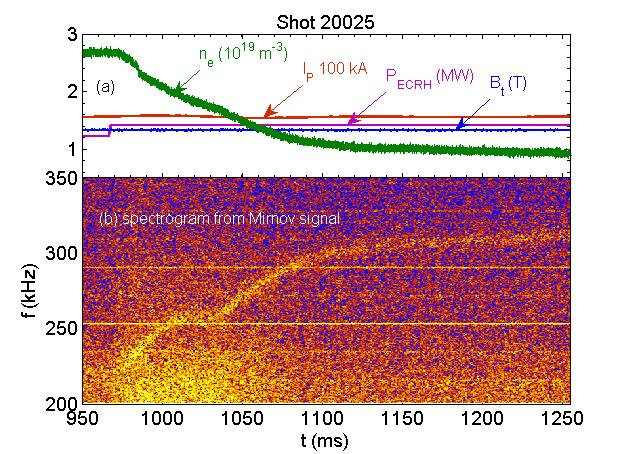 Shot 20025
3
2
1
(a)
n_e (10^19 m^-3)
I_P 100 kA
P_ECRH (MW)
B_t (T)
350
300
250
200
f (kHz)
(b) spectrogram from Mirnov signal
950 1000 1050 1100 1150 1200 1250
t (ms)